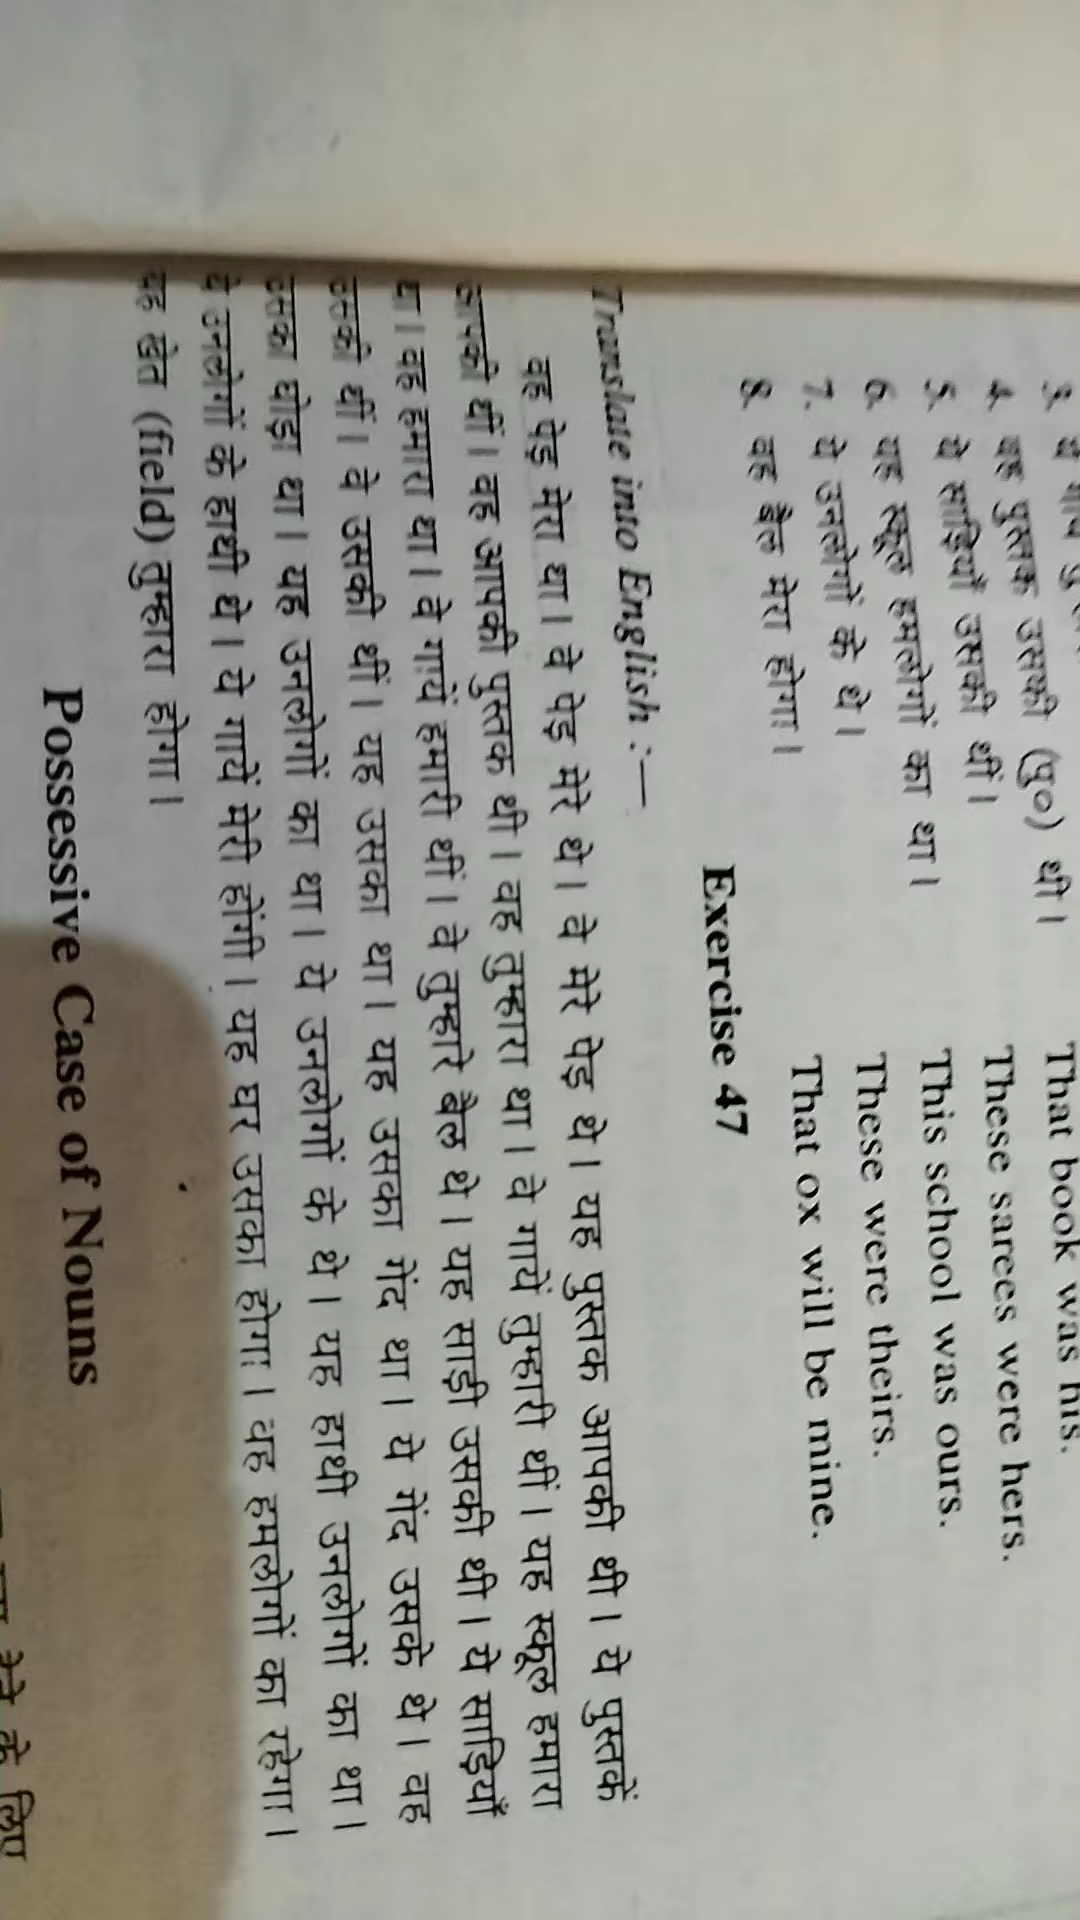 4. वह पुस्तक उसकी (पु०) थी। That book was his.
5. ये साड़ियाँ उसकी थीं। These sarees were hers.
6. यह स्कूल हमलोगों का था। This school was ours.
7. ये उनलोगों के थे। These were theirs.
8. वह बैल मेरा होगा। That ox will be mine.
Exercise 47
Translate into English :—
वह पेड़ मेरा था। वे पेड़ मेरे थे। वे मेरे पेड़ थे। यह पुस्तक आपकी थी। ये पुस्तकें
आपकी थीं। वह आपकी पुस्तक थी। वह तुम्हारा था। वे गायें तुम्हारी थीं। यह स्कूल हमारा
था। वह हमारा था। वे गायें हमारी थीं। वे तुम्हारे बैल थे। यह साड़ी उसकी थी। ये साड़ियाँ
उसकी थीं। वे उसकी थीं। यह उसका था। यह उसका गेंद था। ये गेंद उसके थे। वह
उसका घोड़ा था। यह उनलोगों का था। ये उनलोगों के थे। यह हाथी उनलोगों का था।
ये उनलोगों के हाथी थे। ये गायें मेरी होंगी। यह घर उसका होगा। यह हमलोगों का रहेगा।
यह खेत (field) तुम्हारा होगा।
Possessive Case of Nouns
के लिए